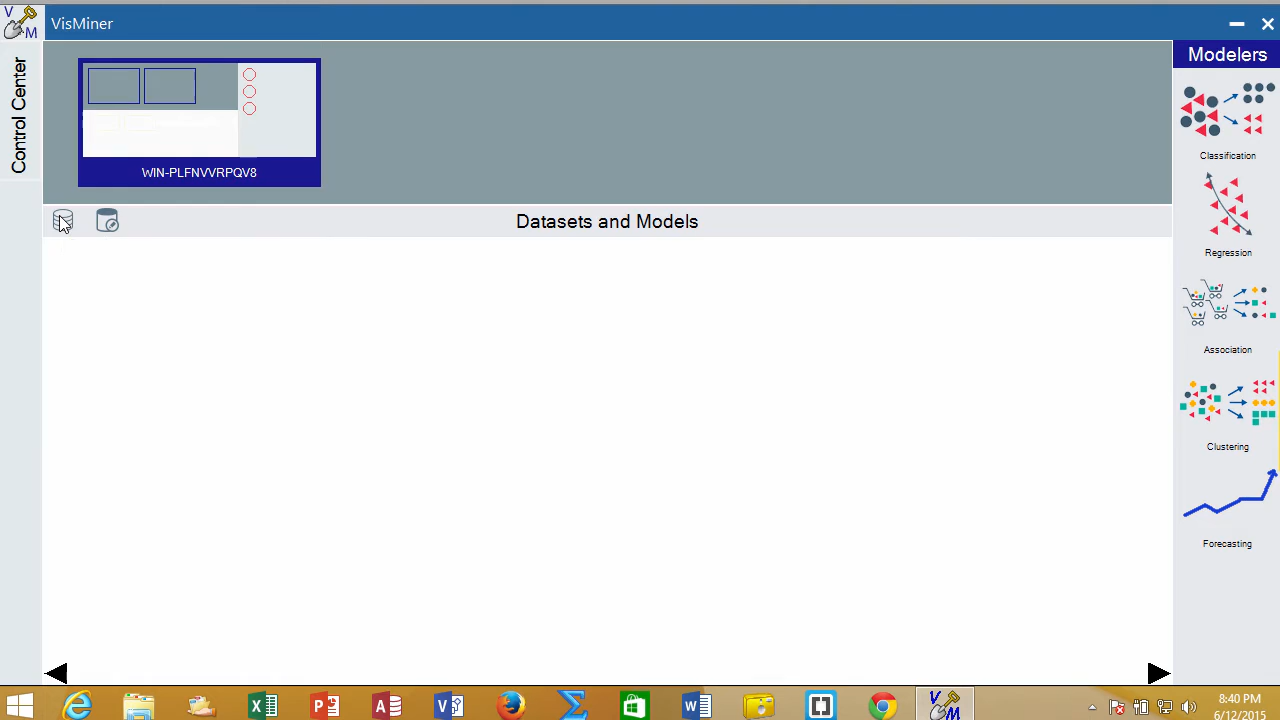 V
M
VisMiner
Control Center
Modelers
WIN-PLFNVVRPQV8
Classification
Datasets and Models
Regression
Association
Clustering
Forecasting
8:40 PM
6/12/2015